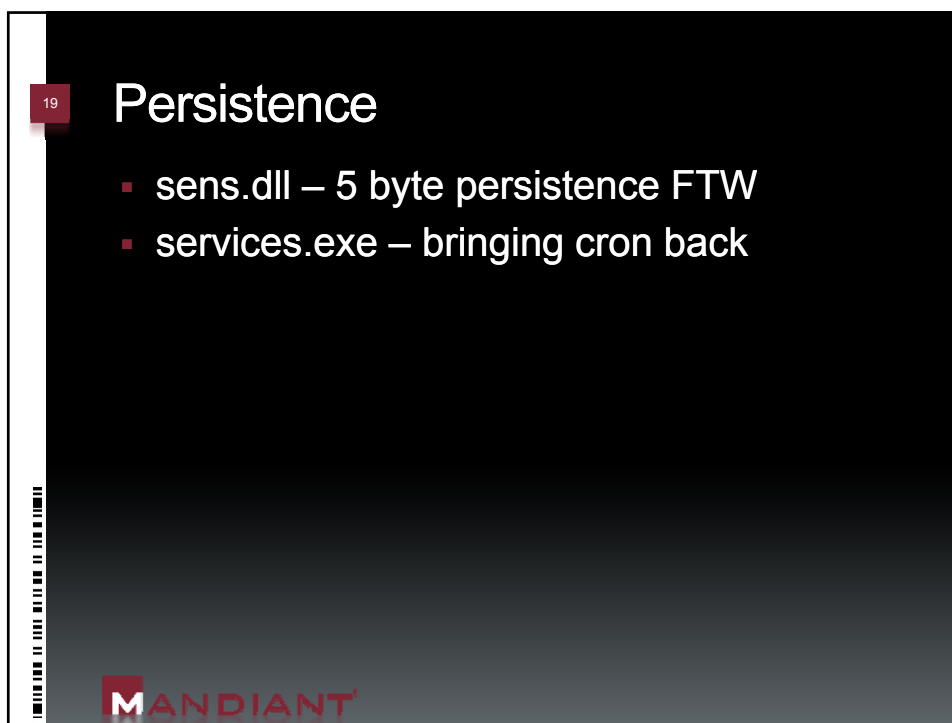 19
Persistence
sens.dll – 5 byte persistence FTW
services.exe – bringing cron back
MANDIANT